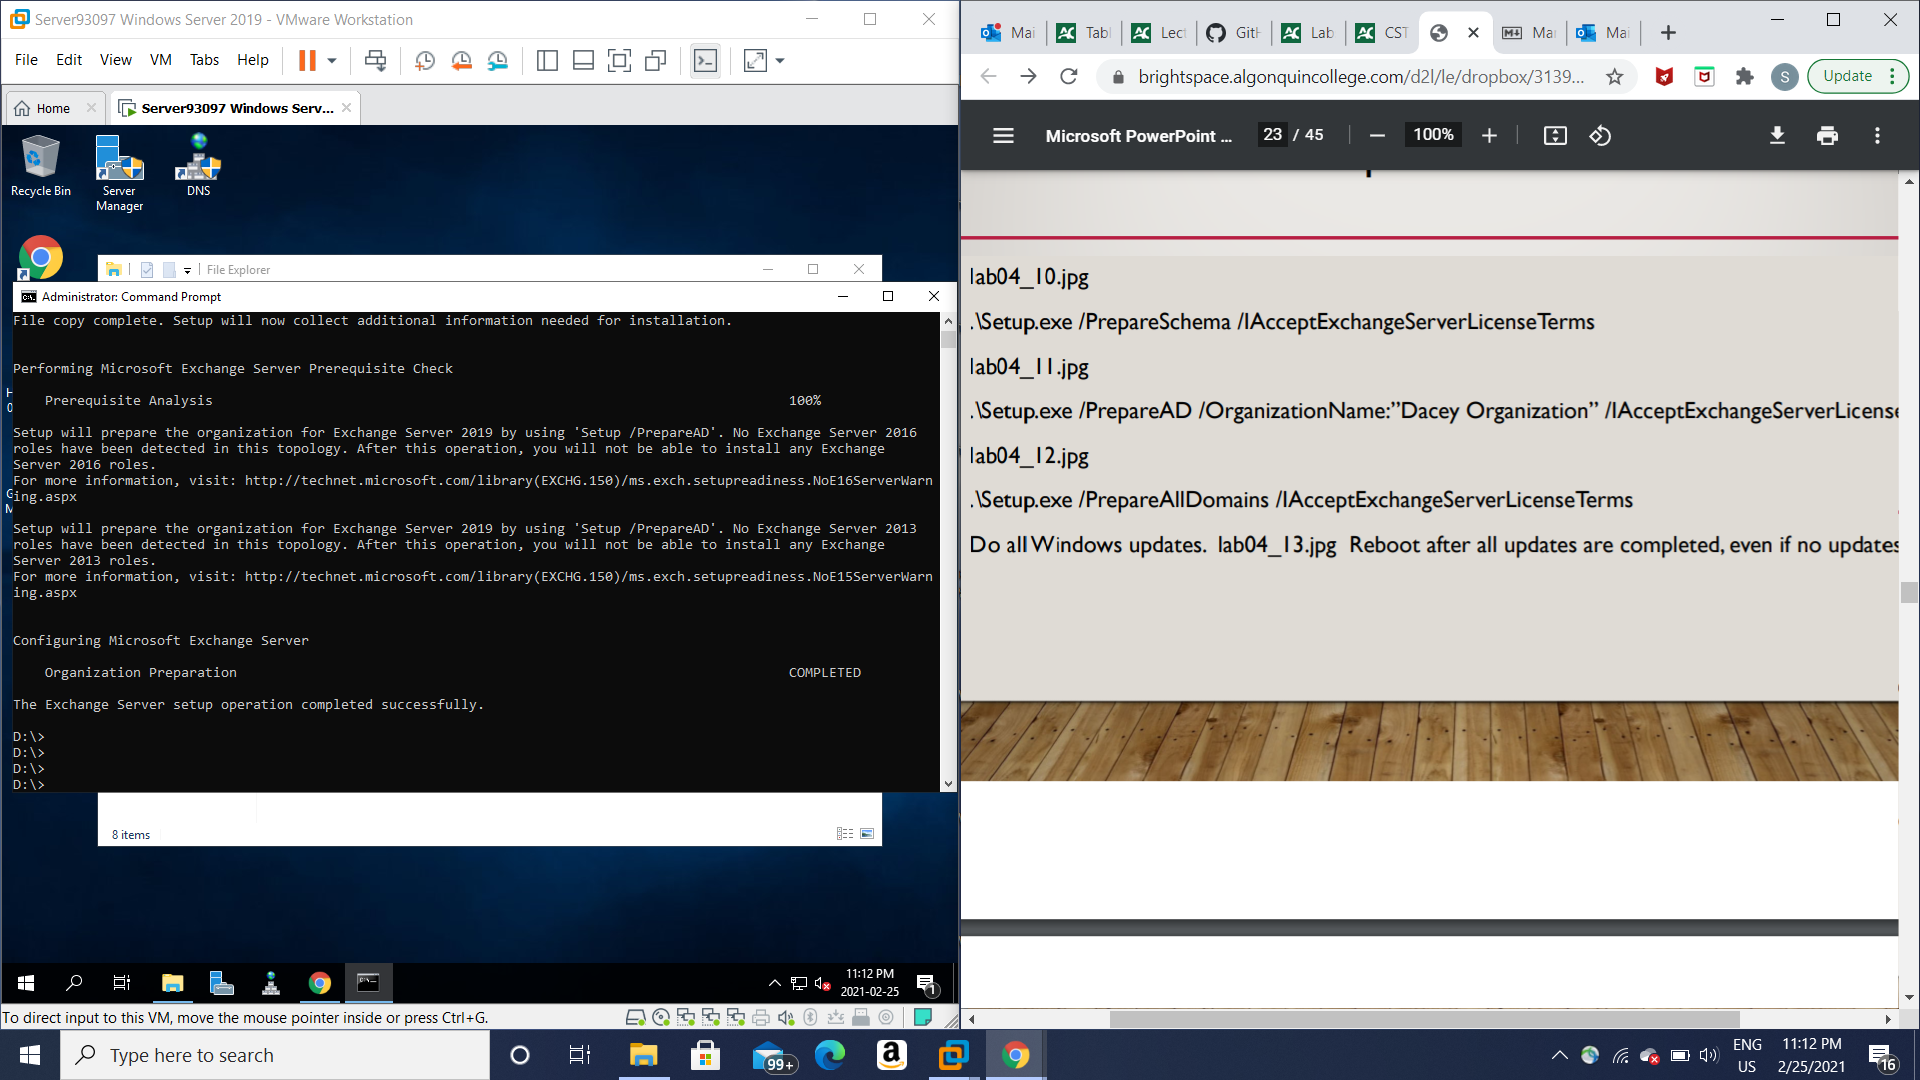 Server93097 Windows Server 2019 - VMware Workstation
File Edit View VM Tabs Help
Home
Server93097 Windows Serv...
Recycle Bin
Server Manager
DNS
File Explorer
Administrator: Command Prompt
File copy complete. Setup will now collect additional information needed for installation.
Performing Microsoft Exchange Server Prerequisite Check
Prerequisite Analysis 100%
Setup will prepare the organization for Exchange Server 2019 by using 'Setup /PrepareAD'. No Exchange Server 2016
roles have been detected in this topology. After this operation, you will not be able to install any Exchange
Server 2016 roles.
For more information, visit: http://technet.microsoft.com/library(EXCHG.150)/ms.exch.setupreadiness.NoE16ServerWarn
ing.aspx
Setup will prepare the organization for Exchange Server 2019 by using 'Setup /PrepareAD'. No Exchange Server 2013
roles have been detected in this topology. After this operation, you will not be able to install any Exchange
Server 2013 roles.
For more information, visit: http://technet.microsoft.com/library(EXCHG.150)/ms.exch.setupreadiness.NoE15ServerWarn
ing.aspx
Configuring Microsoft Exchange Server
Organization Preparation COMPLETED
The Exchange Server setup operation completed successfully.
D:\>
D:\>
D:\>
D:\>
8 items
11:12 PM
2021-02-25
1
To direct input to this VM, move the mouse pointer inside or press Ctrl+G.
Mai
Tabl
Lect
GitH
Lab
CST
Mar
Mai
brightspace.algonquincollege.com/d2l/le/dropbox/3139...
S
Update
Microsoft PowerPoint ...
23 / 45
100%
lab04_10.jpg
.\Setup.exe /PrepareSchema /IAcceptExchangeServerLicenseTerms
lab04_11.jpg
.\Setup.exe /PrepareAD /OrganizationName:”Dacey Organization” /IAcceptExchangeServerLicense
lab04_12.jpg
.\Setup.exe /PrepareAllDomains /IAcceptExchangeServerLicenseTerms
Do all Windows updates. lab04_13.jpg Reboot after all updates are completed, even if no updates
Type here to search
99+
ENG
US
11:12 PM
2/25/2021
16